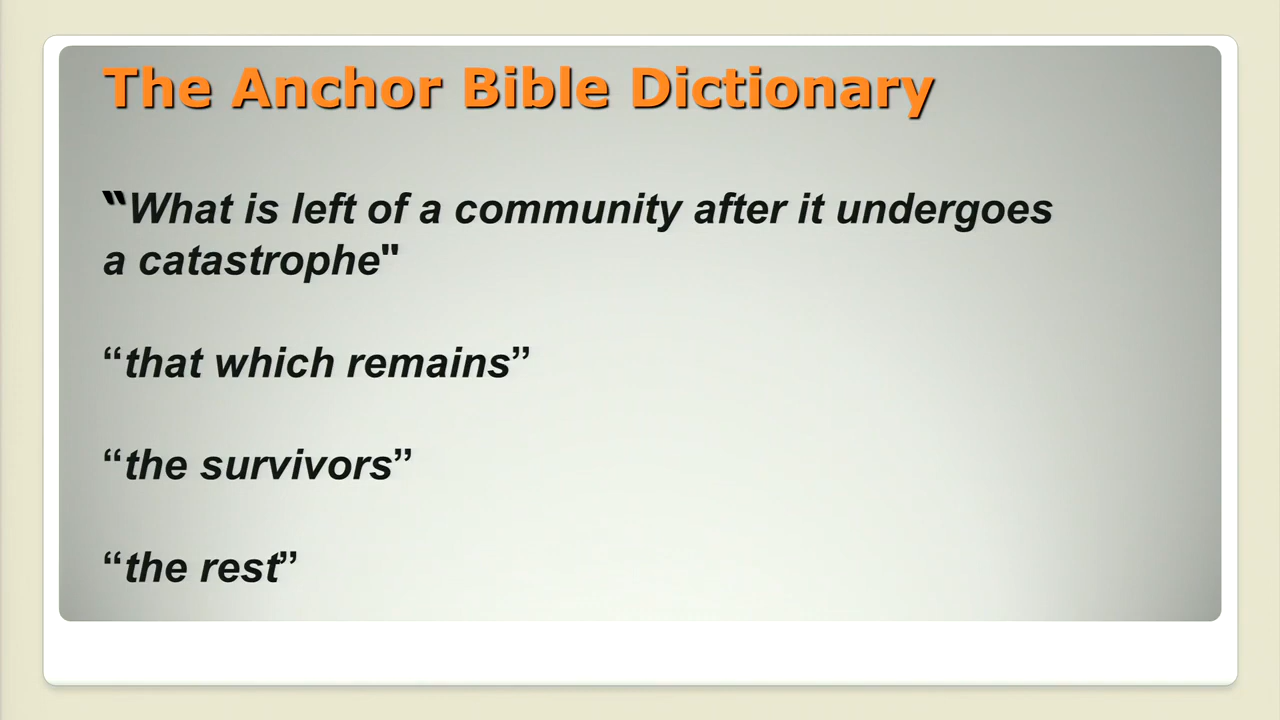 The Anchor Bible Dictionary
"What is left of a community after it undergoes
a catastrophe"
“that which remains”
“the survivors”
“the rest”